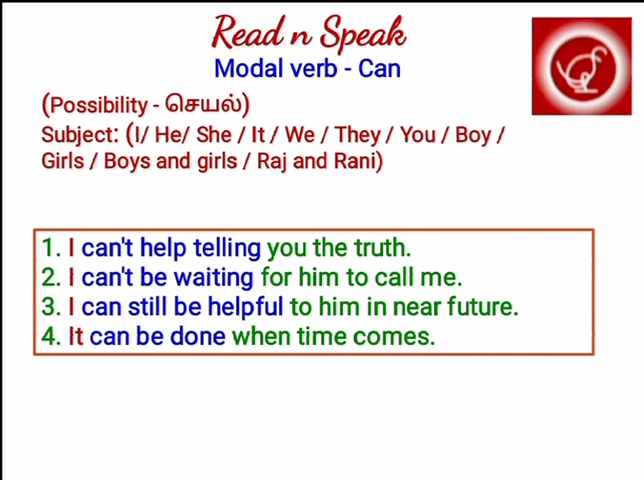 Read n Speak
Modal verb - Can
(Possibility - செயல்)
Subject: (I/ He/ She / It / We / They / You / Boy /
Girls / Boys and girls / Raj and Rani)
1. I can't help telling you the truth.
2. I can't be waiting for him to call me.
3. I can still be helpful to him in near future.
4. It can be done when time comes.